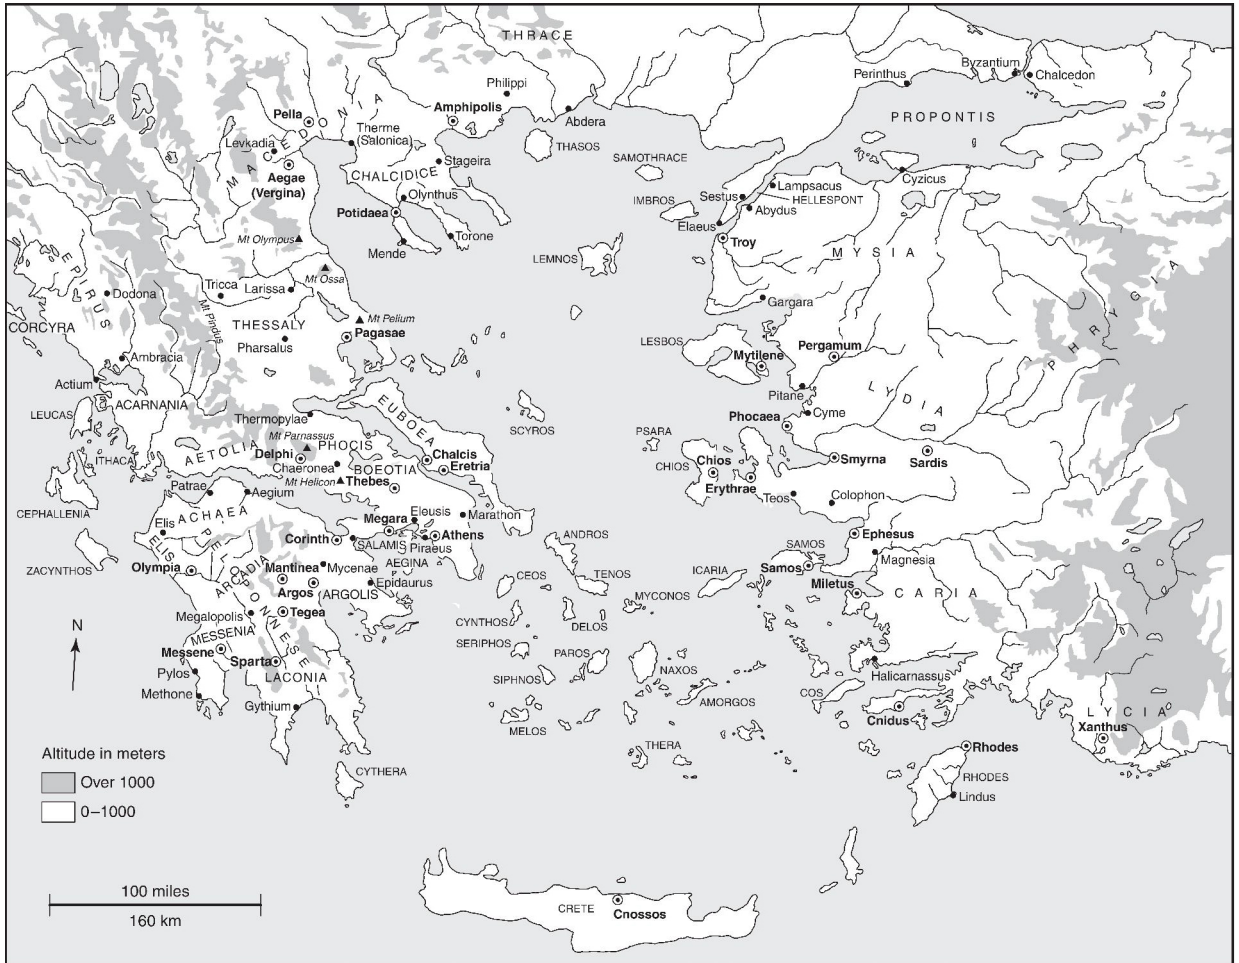 THRACE
Byzantium
Perinthus
Chalcedon
Philippi
Pella
Amphipolis
Abdera
PROPONTIS
MACEDONIA
Therme
(Salonica)
Levkadia
THASOS
SAMOTHRACE
Stageira
Aegae
(Vergina)
CHALCIDICE
Cyzicus
Lampsacus
Olynthus
Sestus
HELLESPONT
IMBROS
Abydus
Potidaea
Elaeus
Torone
Troy
Mt Olympus
Mende
MYSIA
LEMNOS
EPIRUS
Mt Ossa
Tricca
Larissa
Dodona
Gargara
PHRYGIA
Mt Pindus
Mt Pelium
CORCYRA
THESSALY
Pagasae
LESBOS
Pharsalus
Pergamum
Mytilene
Ambracia
Actium
LYDIA
Pitane
ACARNANIA
LEUCAS
EUBOEA
Thermopylae
Cyme
Phocaea
SCYROS
PSARA
Mt Parnassus
PHOCIS
AETOLIA
Delphi
Chalcis
ITHACA
Chaeronea
BOEOTIA
Eretria
CHIOS
Chios
Smyrna
Sardis
Mt Helicon
Thebes
Erythrae
Patrae
Aegium
Teos
Colophon
CEPHALLENIA
ACHAEA
Eleusis
Marathon
Megara
Elis
ELIS
PELOPONNESE
Corinth
SALAMIS
Athens
Piraeus
ANDROS
Ephesus
SAMOS
AEGINA
Magnesia
ZACYNTHOS
Olympia
ARCADIA
Mantinea
Mycenae
CEOS
TENOS
ICARIA
Samos
Epidaurus
Miletus
Argos
ARGOLIS
MYCONOS
CARIA
Megalopolis
Tegea
CYNTHOS
DELOS
MESSENIA
SERIPHOS
Messene
Sparta
PAROS
NAXOS
Pylos
LACONIA
SIPHNOS
Halicarnassus
Methone
COS
AMORGOS
Gythium
Cnidus
LYCIA
Xanthus
MELOS
THERA
Rhodes
CYTHERA
RHODES
Lindus
N
Altitude in meters
Over 1000
0–1000
100 miles
160 km
CRETE
Cnossos